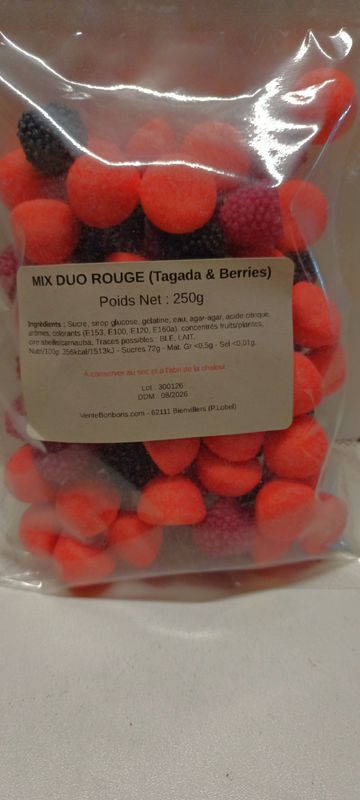 MIX DUO ROUGE (Tagada & Berries)
Poids Net : 250g
Ingrédients : Sucre, sirop glucose, gélatine, eau, agar-agar, acide citrique,
arômes, colorants (E153, E100, E120, E160a), concentrés fruits/plantes,
cire abeille/carnauba. Traces possibles : BLE, LAIT.
Nutri/100g 356kcal/1513kJ - Sucres 72g - Mat. Gr <0.5g - Sel <0,01g.
A conserver au sec et à l'abri de la chaleur.
Lot : 300126
DDM : 08/2026
VenteBonbons.com - 62111 Bienvillers (P.Lobel)